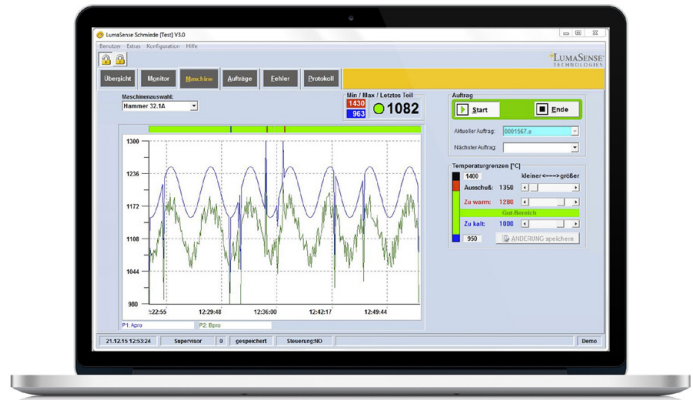 LumaSense Schmiede [Test] V3.0
Benutzer Extras Konfiguration Hilfe
LUMASENSE
TECHNOLOGIES
Übersicht Monitor Maschine Aufträge Fehler Protokoll
Maschinenauswahl:
Hammer 32.1A
Min / Max / Letztes Teil
1430
963
1082
Auftrag
Start Ende
Aktueller Auftrag: 0001567.a
Nächster Auftrag:
Temperaturgrenzen [°C]
1400 kleiner <---> größer
Ausschuß: 1350
Zu warm: 1200
Gut-Bereich
Zu kalt: 1000
950 ÄNDERUNG speichern
1300
1236
1172
1108
1044
980
:22:55 12:29:48 12:36:00 12:42:17 12:49:44
P1: Apro P2: Bpro
21.12.15 12:53:24 Supervisor 0 gespeichert Steuerung:NO Demo